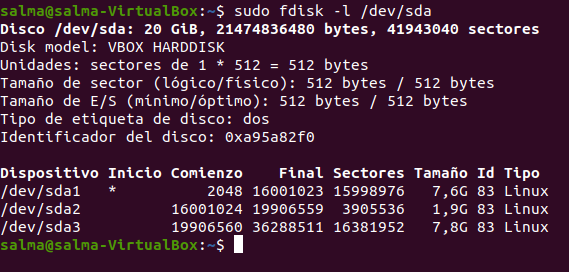 salma@salma-VirtualBox:~$ sudo fdisk -l /dev/sda
Disco /dev/sda: 20 GiB, 21474836480 bytes, 41943040 sectores
Disk model: VBOX HARDDISK
Unidades: sectores de 1 * 512 = 512 bytes
Tamaño de sector (lógico/físico): 512 bytes / 512 bytes
Tamaño de E/S (mínimo/óptimo): 512 bytes / 512 bytes
Tipo de etiqueta de disco: dos
Identificador del disco: 0xa95a82f0
Dispositivo Inicio Comienzo    Final Sectores Tamaño Id Tipo
/dev/sda1   *          2048 16001023 15998976   7,6G 83 Linux
/dev/sda2          16001024 19906559  3905536   1,9G 83 Linux
/dev/sda3          19906560 36288511 16381952   7,8G 83 Linux
salma@salma-VirtualBox:~$